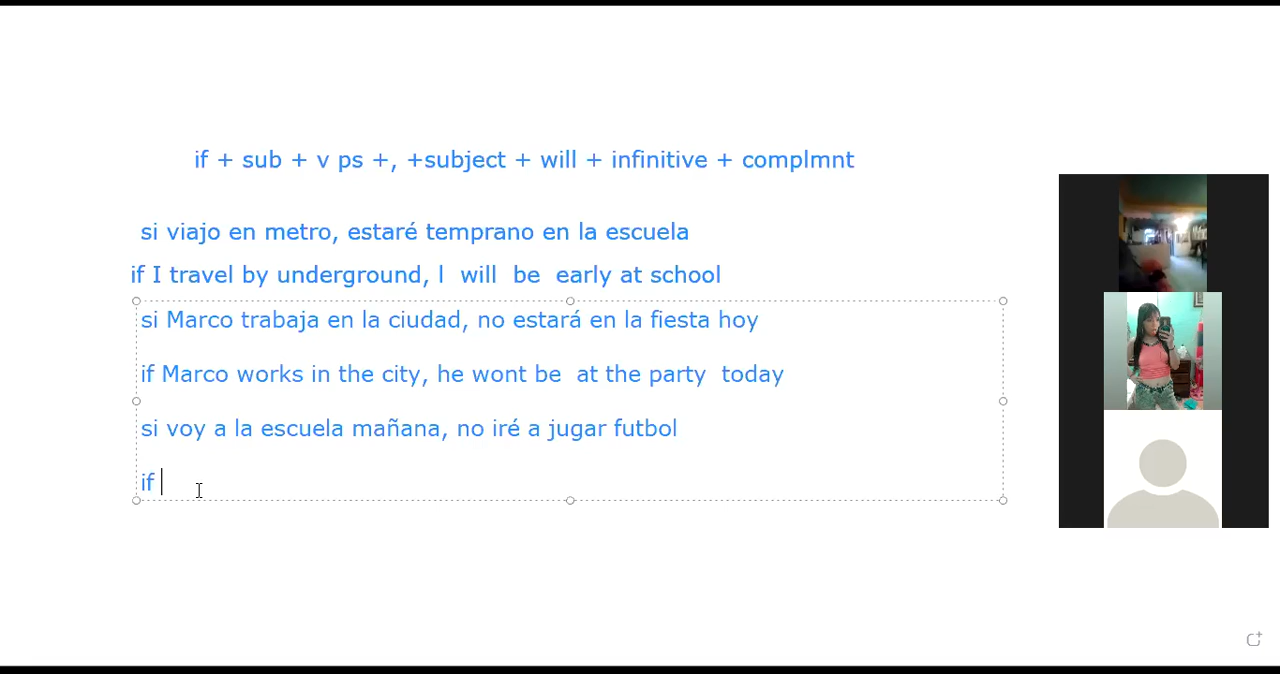 if + sub + v ps +, +subject + will + infinitive + complmnt
si viajo en metro, estaré temprano en la escuela
if I travel by underground, l will be early at school
si Marco trabaja en la ciudad, no estará en la fiesta hoy
if Marco works in the city, he wont be at the party today
si voy a la escuela mañana, no iré a jugar futbol
if